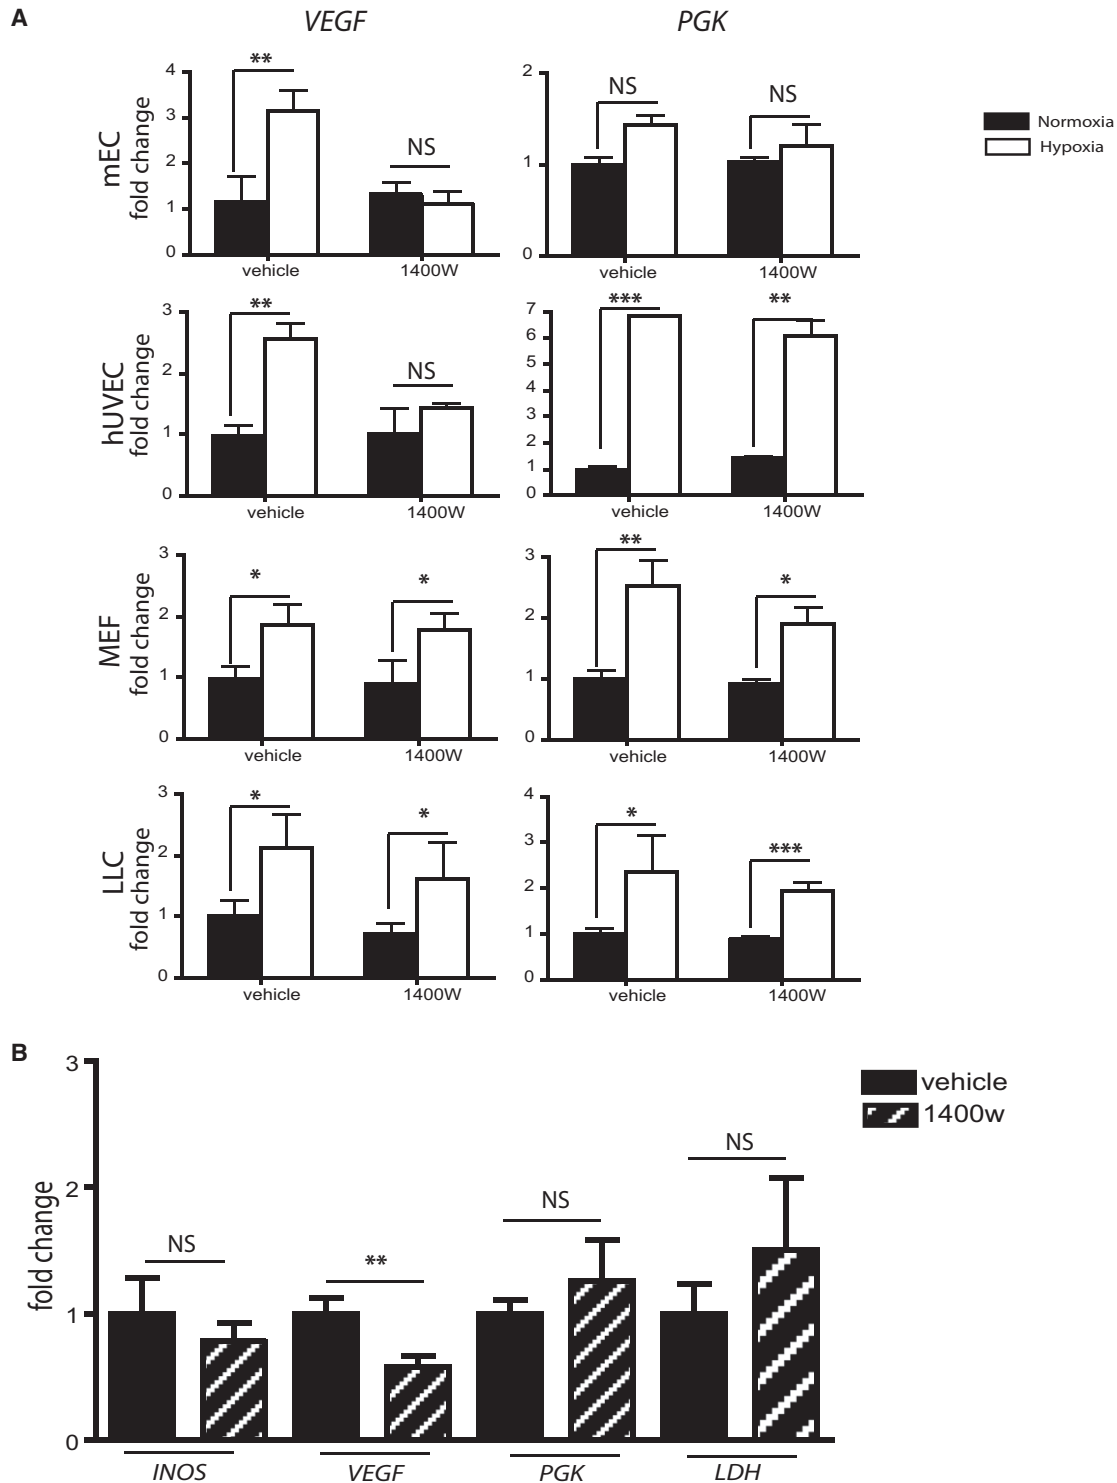 A
VEGF
PGK
Normoxia
Hypoxia
mEC
fold change
4
3
2
1
0
**
NS
vehicle
1400W
2
1
0
NS
NS
vehicle
1400W
hUVEC
fold change
3
2
1
0
**
NS
vehicle
1400W
7
6
5
4
3
2
1
0
***
**
vehicle
1400W
MEF
fold change
3
2
1
0
*
*
vehicle
1400W
3
2
1
0
**
*
vehicle
1400W
LLC
fold change
3
2
1
0
*
*
vehicle
1400W
4
3
2
1
0
*
***
vehicle
1400W
B
fold change
3
2
1
0
NS
**
NS
NS
INOS
VEGF
PGK
LDH
vehicle
1400w